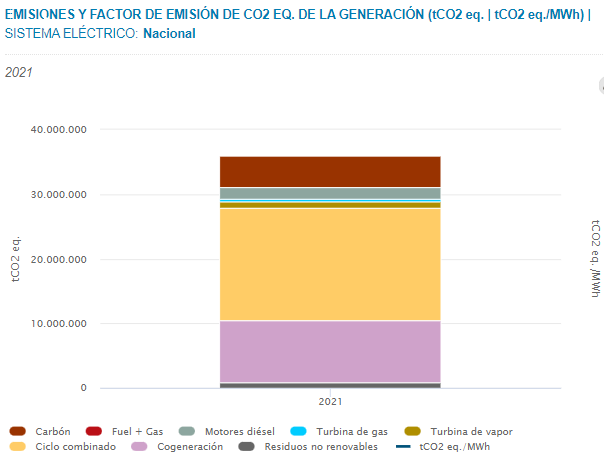 EMISIONES Y FACTOR DE EMISIÓN DE CO2 EQ. DE LA GENERACIÓN (tCO2 eq. | tCO2 eq./MWh) |
SISTEMA ELÉCTRICO: Nacional
2021
40.000.000
30.000.000
20.000.000
10.000.000
0
tCO2 eq.
tCO2 eq./MWh
2021
Carbón Fuel + Gas Motores diésel Turbina de gas Turbina de vapor
Ciclo combinado Cogeneración Residuos no renovables tCO2 eq./MWh